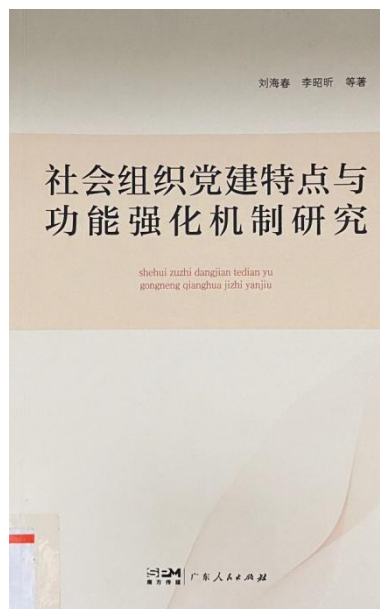 刘海春 李昭昕 等著
社会组织党建特点与
功能强化机制研究
shehui zuzhi dangjian tedian yu
gongneng qianghua jizhi yanjiu
SPM
南方传媒
广东人民出版社